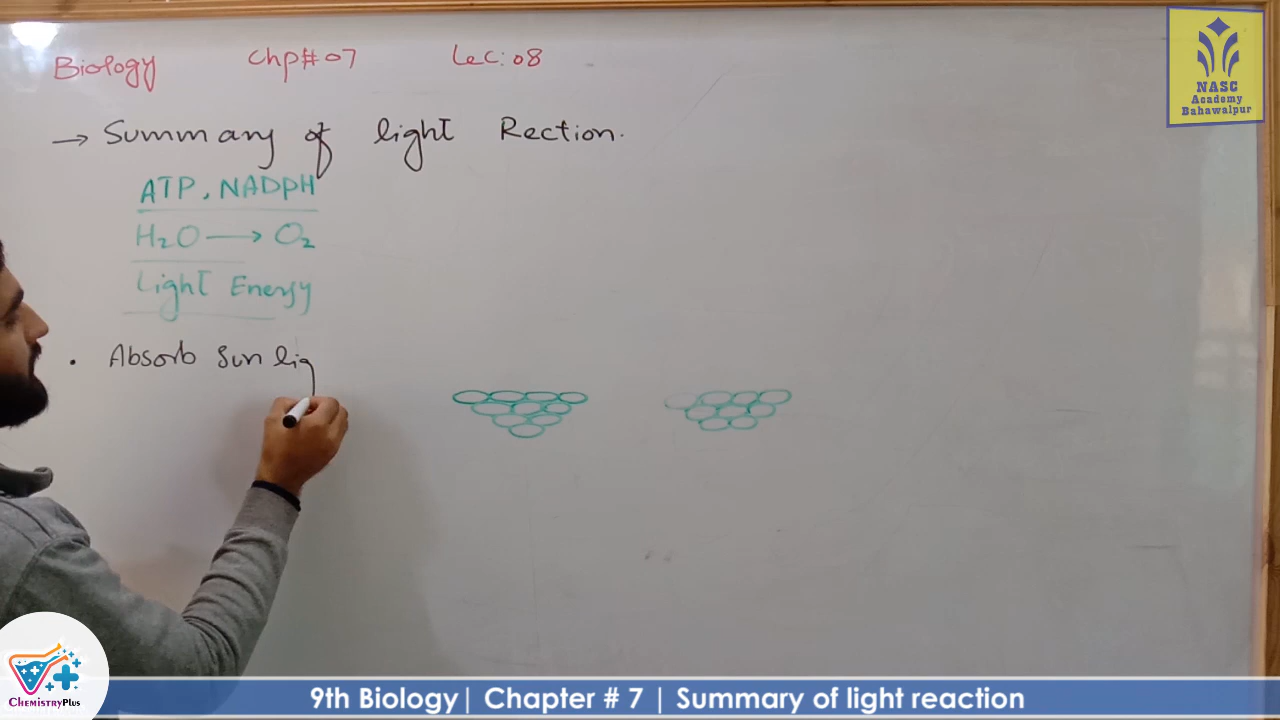 Biology Chp# 07 Lec: 08
NASC
Academy
Bahawalpur
→ Summary of light Rection.
ATP, NADPH
H₂O → O₂
Light Energy
• Absorb Sun lig
ChemistryPlus
9th Biology| Chapter # 7 | Summary of light reaction